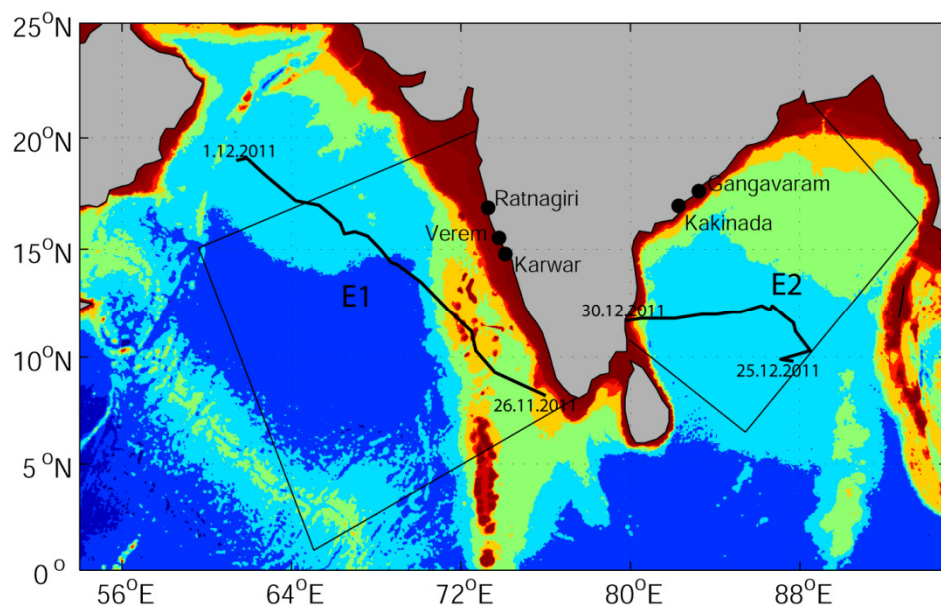 25°N
20°N
15°N
10°N
5°N
0°
1.12.2011
Ratnagiri
Verem
Karwar
Gangavaram
Kakinada
E1
E2
30.12.2011
25.12.2011
26.11.2011
56°E
64°E
72°E
80°E
88°E